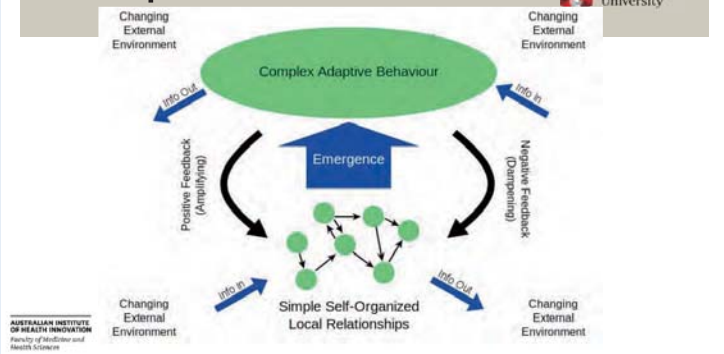 University
Changing
External
Environment
Changing
External
Environment
Complex Adaptive Behaviour
Info Out
Info In
Emergence
Positive Feedback
(Amplifying)
Negative Feedback
(Dampening)
Info In
Info Out
Simple Self-Organized
Local Relationships
Changing
External
Environment
Changing
External
Environment
AUSTRALIAN INSTITUTE
OF HEALTH INNOVATION
Faculty of Medicine and
Health Sciences